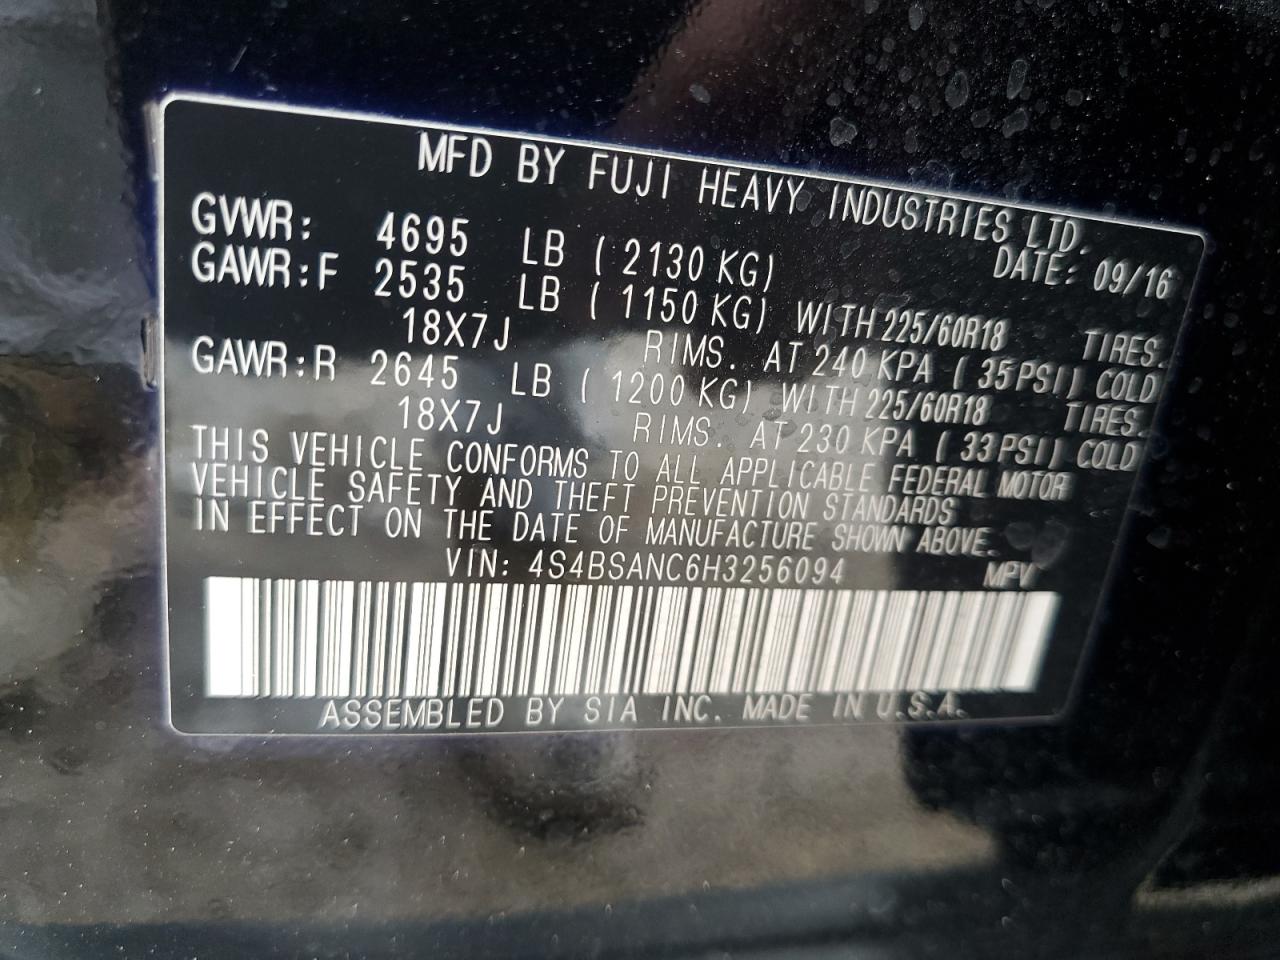 MFD BY FUJI HEAVY INDUSTRIES LTD.
DATE: 09/16
GVWR: 4695 LB ( 2130 KG)
GAWR:F 2535 LB ( 1150 KG) WITH 225/60R18 TIRES.
18X7J RIMS. AT 240 KPA ( 35PSI) COLD
GAWR:R 2645 LB ( 1200 KG) WITH 225/60R18 TIRES.
18X7J RIMS. AT 230 KPA ( 33PSI) COLD
THIS VEHICLE CONFORMS TO ALL APPLICABLE FEDERAL MOTOR
VEHICLE SAFETY AND THEFT PREVENTION STANDARDS
IN EFFECT ON THE DATE OF MANUFACTURE SHOWN ABOVE.
VIN: 4S4BSANC6H3256094 MPV
ASSEMBLED BY SIA INC. MADE IN U.S.A.